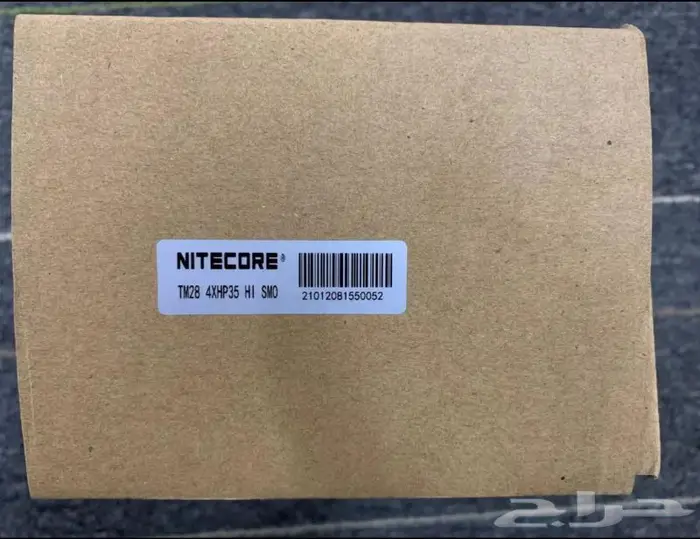 NITECORE®
TM28 4XHP35 HI SMO
21012081550052
حراج